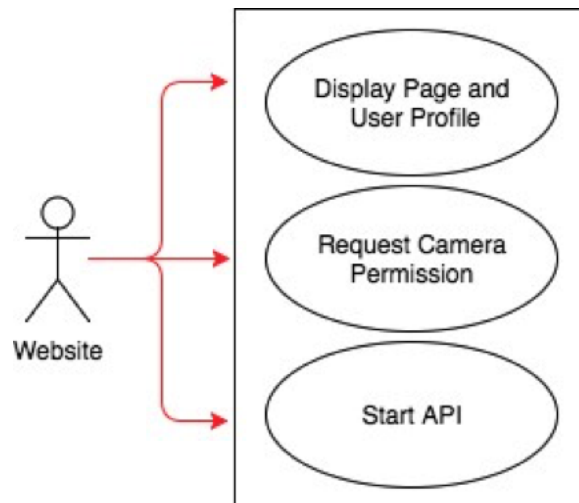 Display Page and
User Profile
Request Camera
Permission
Website
Start API